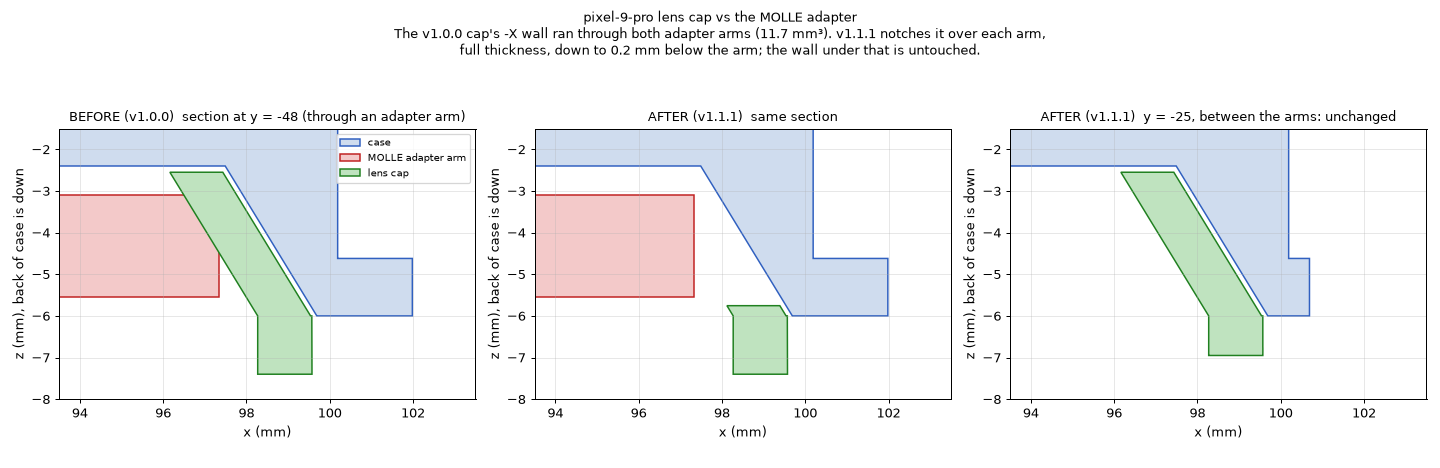 pixel-9-pro lens cap vs the MOLLE adapter
The v1.0.0 cap's -X wall ran through both adapter arms (11.7 mm³). v1.1.1 notches it over each arm,
full thickness, down to 0.2 mm below the arm; the wall under that is untouched.
BEFORE (v1.0.0)  section at y = -48 (through an adapter arm)
case
MOLLE adapter arm
lens cap
z (mm), back of case is down
−2
−3
−4
−5
−6
−7
−8
94
96
98
100
102
x (mm)
AFTER (v1.1.1)  same section
z (mm), back of case is down
−2
−3
−4
−5
−6
−7
−8
94
96
98
100
102
x (mm)
AFTER (v1.1.1)  y = -25, between the arms: unchanged
z (mm), back of case is down
−2
−3
−4
−5
−6
−7
−8
94
96
98
100
102
x (mm)